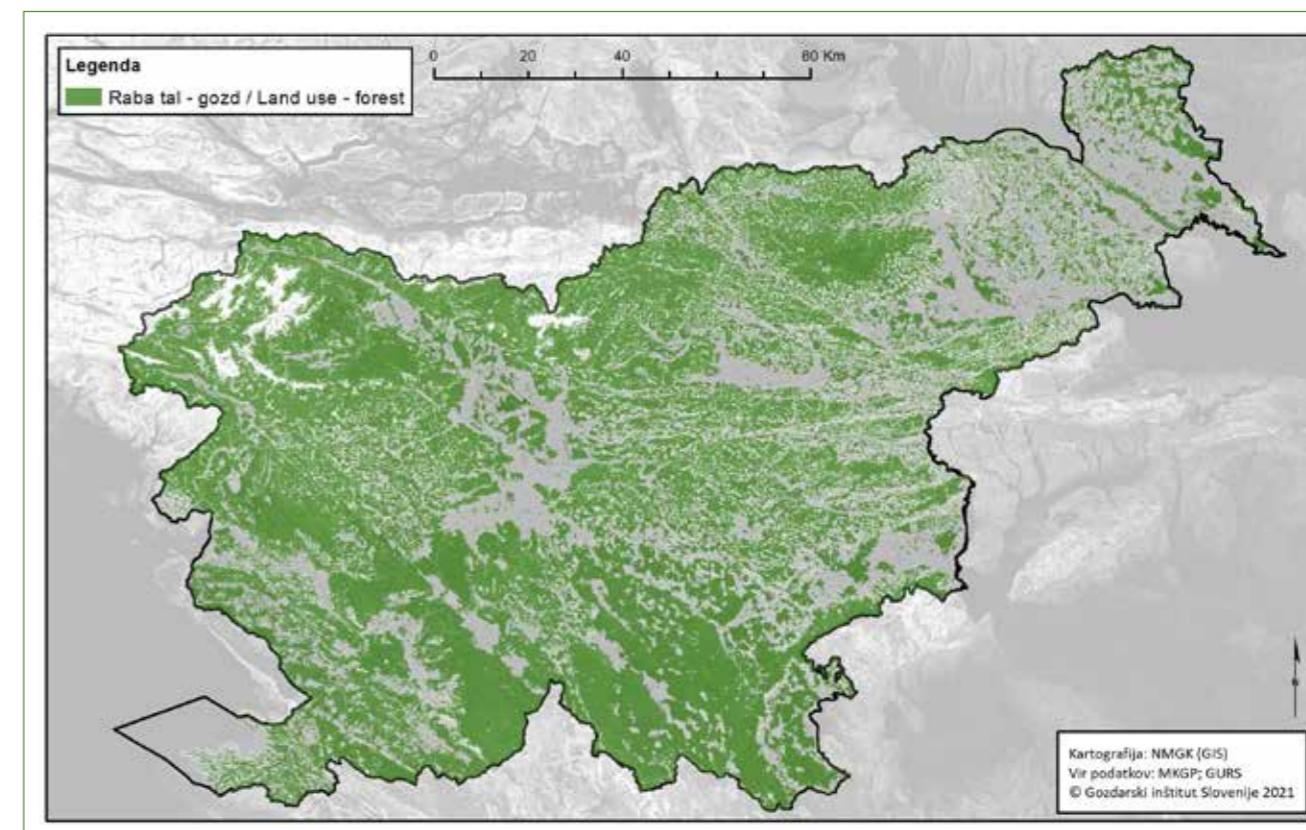 Legenda
Raba tal - gozd / Land use - forest
0 20 40 80 Km
Kartografija: NMGK (GIS)
Vir podatkov: MKGP; GURS
© Gozdarski inštitut Slovenije 2021